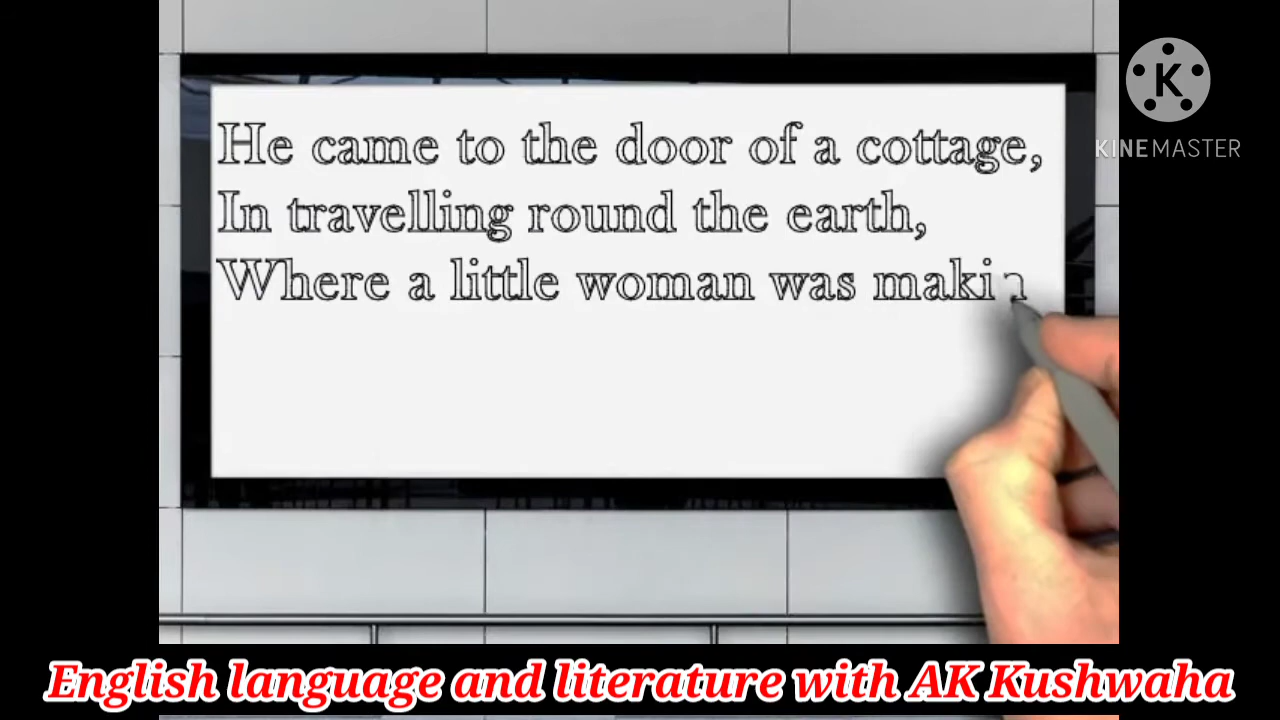 He came to the door of a cottage,
In travelling round the earth,
Where a little woman was makin
KINEMASTER
English language and literature with AK Kushwaha